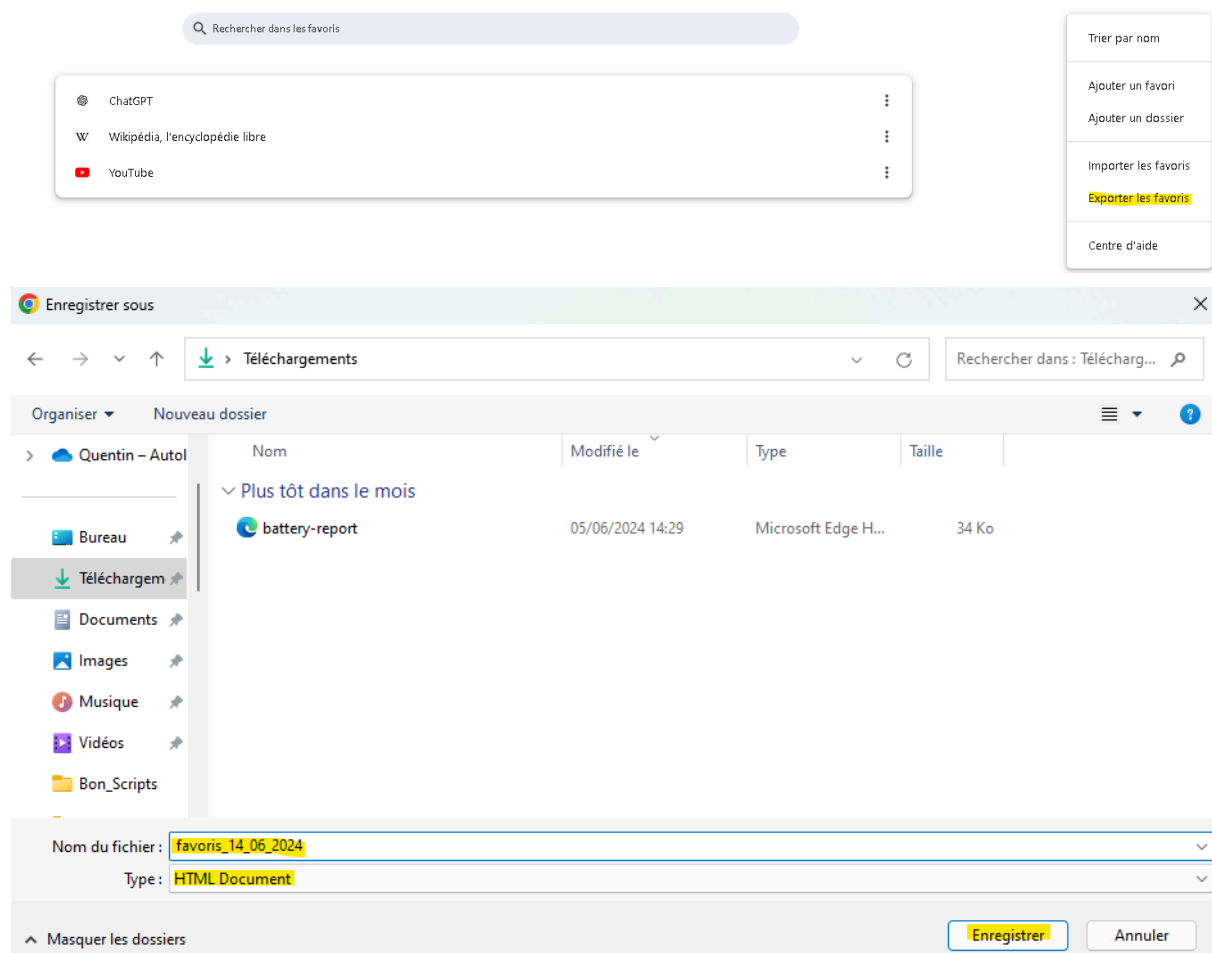 Rechercher dans les favoris
Trier par nom
Ajouter un favori
Ajouter un dossier
Importer les favoris
Exporter les favoris
Centre d'aide
ChatGPT
W Wikipédia, l'encyclopédie libre
YouTube
Enregistrer sous
Téléchargements
Rechercher dans : Télécharg...
Organiser
Nouveau dossier
?
Quentin – Autol
Bureau
Téléchargem
Documents
Images
Musique
Vidéos
Bon_Scripts
Nom Modifié le Type Taille
Plus tôt dans le mois
battery-report 05/06/2024 14:29 Microsoft Edge H... 34 Ko
Nom du fichier : favoris_14_06_2024
Type : HTML Document
Masquer les dossiers
Enregistrer
Annuler